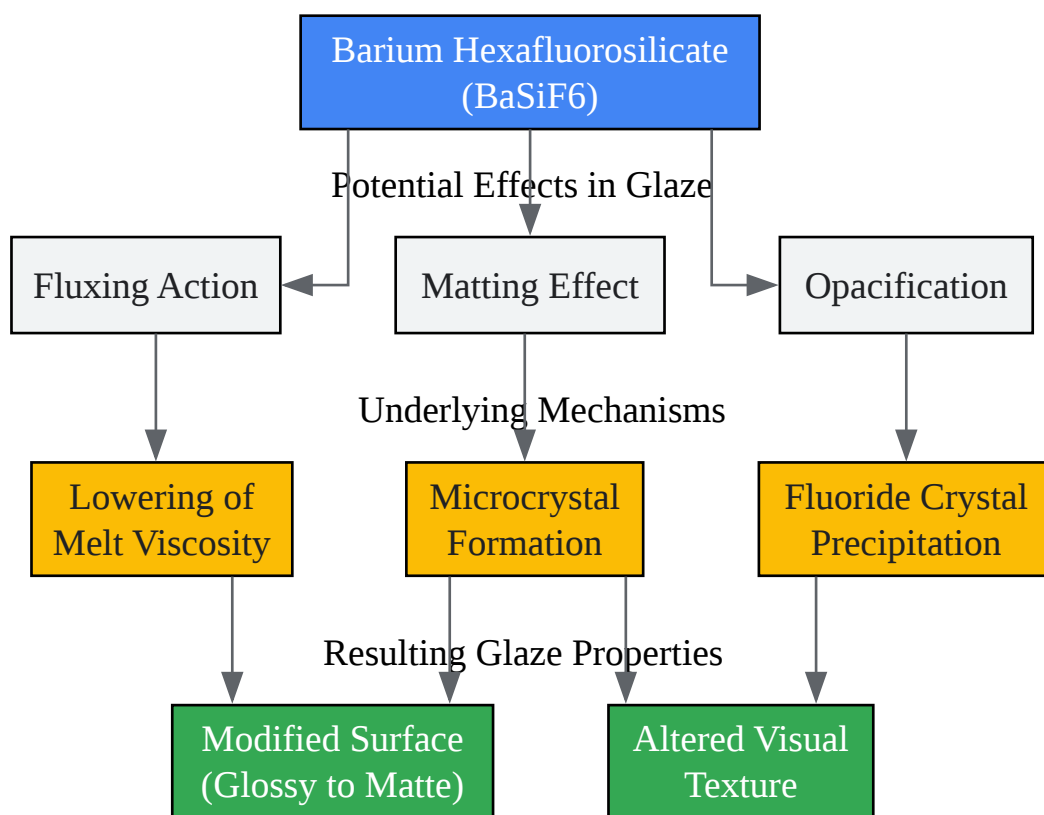 Barium Hexafluorosilicate
(BaSiF6)
Potential Effects in Glaze
Fluxing Action
Matting Effect
Opacification
Underlying Mechanisms
Lowering of
Melt Viscosity
Microcrystal
Formation
Fluoride Crystal
Precipitation
Resulting Glaze Properties
Modified Surface
(Glossy to Matte)
Altered Visual
Texture